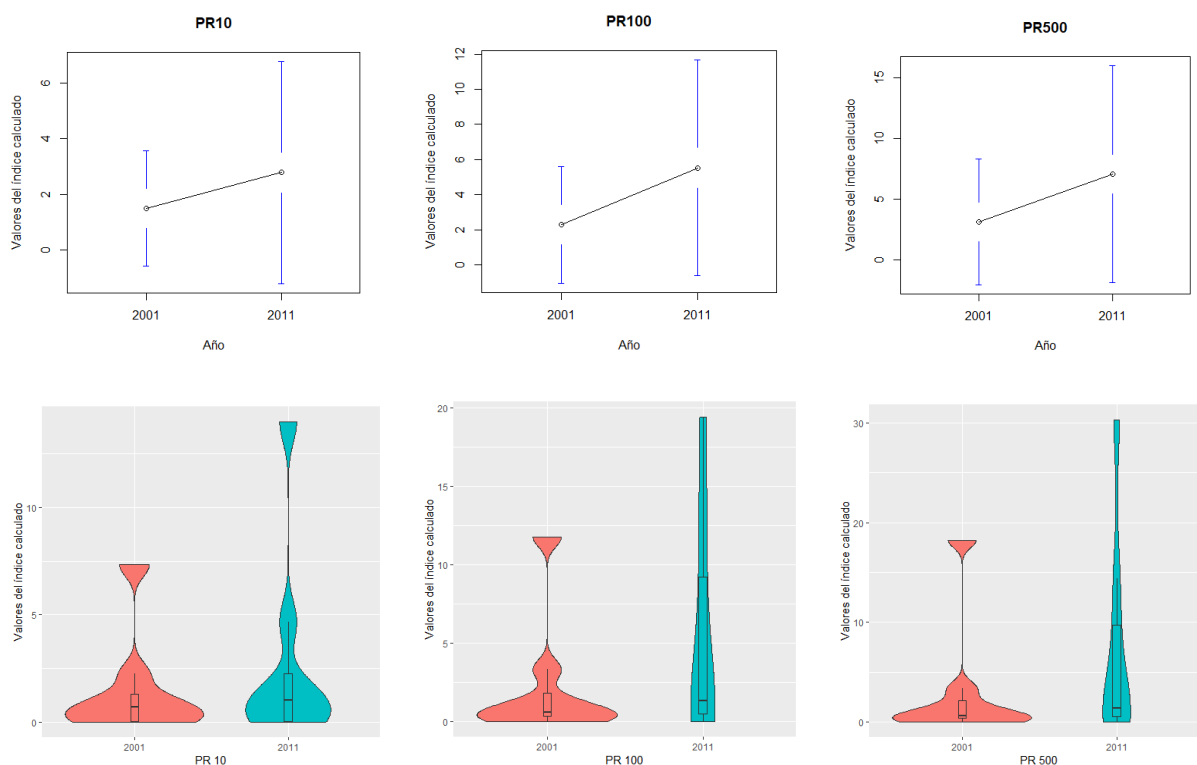 PR10
Valores del índice calculado
6
4
2
0
2001 2011
Año
PR100
Valores del índice calculado
12
10
8
6
4
2
0
2001 2011
Año
PR500
Valores del índice calculado
15
10
5
0
2001 2011
Año
Valores del índice calculado
10
5
0
2001 2011
PR 10
Valores del índice calculado
20
15
10
5
0
2001 2011
PR 100
Valores del índice calculado
30
20
10
0
2001 2011
PR 500